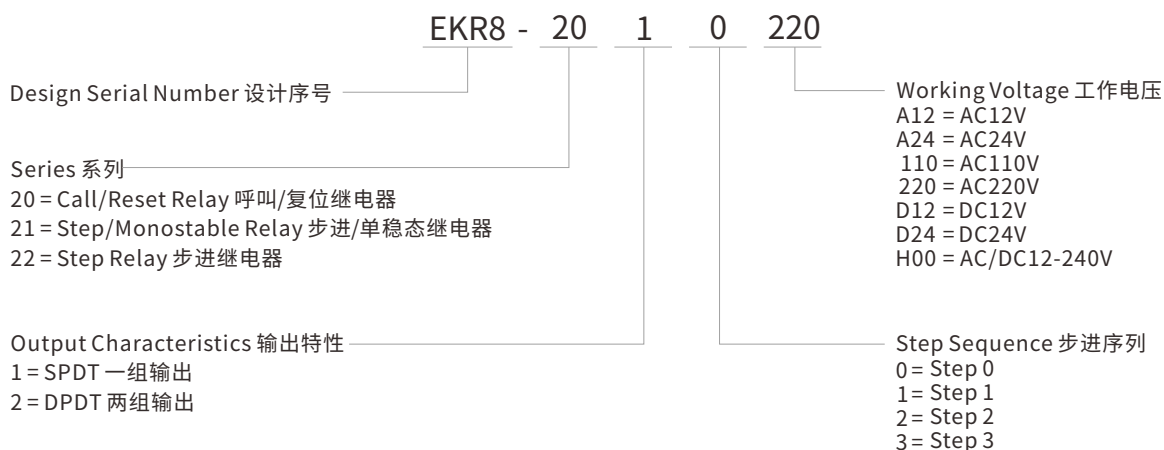 EKR8 - 20 1 0 220
Design Serial Number 设计序号
Series 系列
20 = Call/Reset Relay 呼叫/复位继电器
21 = Step/Monostable Relay 步进/单稳态继电器
22 = Step Relay 步进继电器
Output Characteristics 输出特性
1 = SPDT 一组输出
2 = DPDT 两组输出
Working Voltage 工作电压
A12 = AC12V
A24 = AC24V
110 = AC110V
220 = AC220V
D12 = DC12V
D24 = DC24V
H00 = AC/DC12-240V
Step Sequence 步进序列
0 = Step 0
1 = Step 1
2 = Step 2
3 = Step 3